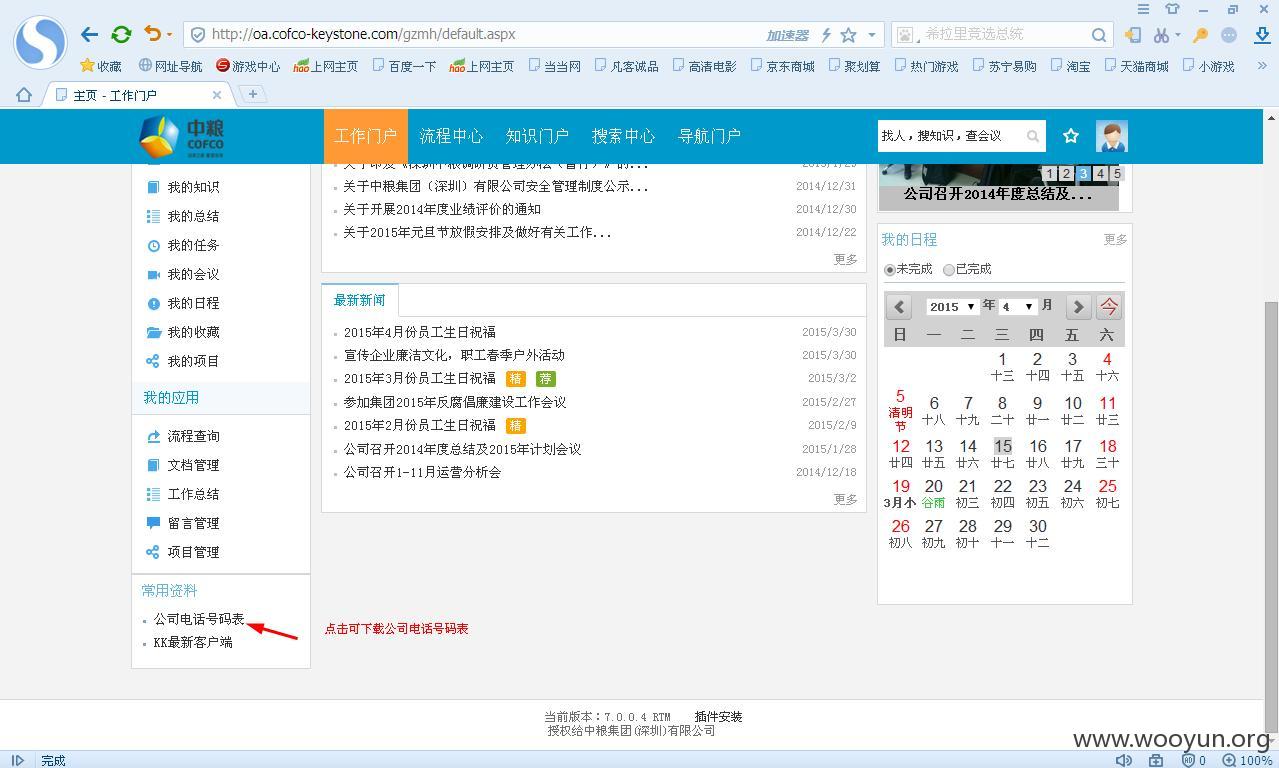 http://oa.cofco-keystone.com/gzmh/default.aspx
加速器
希拉里竞选总统
收藏 网址导航 游戏中心 上网主页 百度一下 上网主页 当当网 凡客诚品 高清电影 京东商城 聚划算 热门游戏 苏宁易购 淘宝 天猫商城 小游戏
主页 - 工作门户
中粮
COFCO
工作门户 流程中心 知识门户 搜索中心 导航门户
找人，搜知识，查会议
我的知识
我的总结
我的任务
我的会议
我的日程
我的收藏
我的项目
我的应用
流程查询
文档管理
工作总结
留言管理
项目管理
常用资料
公司电话号码表
KK最新客户端
关于中粮集团（深圳）有限公司安全管理制度公示... 2014/12/31
关于开展2014年度业绩评价的通知 2014/12/30
关于2015年元旦节放假安排及做好有关工作... 2014/12/22
更多
最新新闻
2015年4月份员工生日祝福 2015/3/30
宣传企业廉洁文化，职工春季户外活动 2015/3/30
2015年3月份员工生日祝福 精 荐 2015/3/2
参加集团2015年反腐倡廉建设工作会议 2015/2/27
2015年2月份员工生日祝福 精 2015/2/9
公司召开2014年度总结及2015年计划会议 2015/1/28
公司召开1-11月运营分析会 2014/12/18
更多
点击可下载公司电话号码表
1 2 3 4 5
公司召开2014年度总结及...
我的日程 更多
未完成 已完成
2015 年 4 月 今
日 一 二 三 四 五 六
1 2 3 4
十三 十四 十五 十六
5 6 7 8 9 10 11
清明节 十八 十九 二十 廿一 廿二 廿三
12 13 14 15 16 17 18
廿四 廿五 廿六 廿七 廿八 廿九 三十
19 20 21 22 23 24 25
3月小 谷雨 初三 初四 初五 初六 初七
26 27 28 29 30
初八 初九 初十 十一 十二
当前版本：7.0.0.4 RTM 插件安装
授权给中粮集团(深圳)有限公司
www.wooyun.org
完成
0
100%